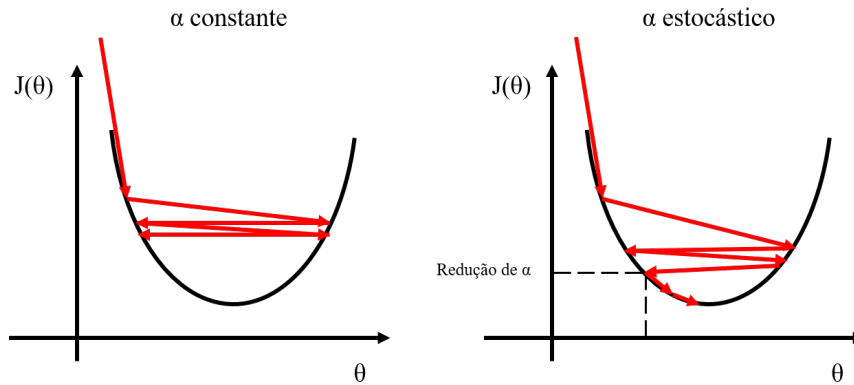 α constante
α estocástico
J(θ)
J(θ)
Redução de α
θ
θ